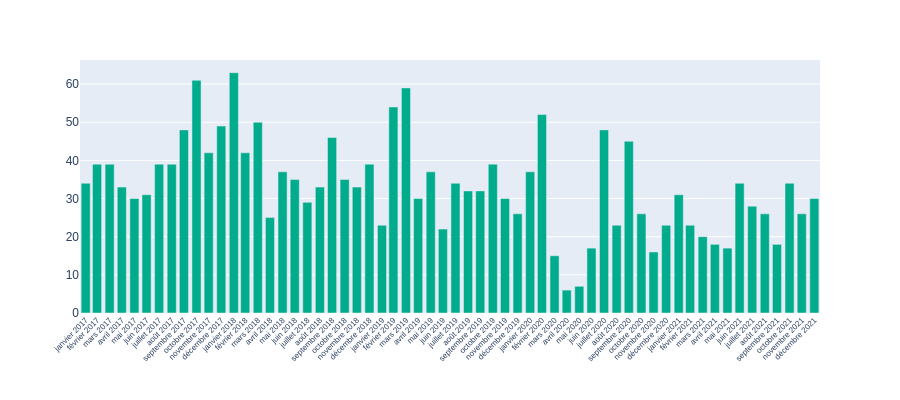 60
50
40
30
20
10
0
janvier 2017
février 2017
mars 2017
avril 2017
mai 2017
juin 2017
juillet 2017
août 2017
septembre 2017
octobre 2017
novembre 2017
décembre 2017
janvier 2018
février 2018
mars 2018
avril 2018
mai 2018
juin 2018
juillet 2018
août 2018
septembre 2018
octobre 2018
novembre 2018
décembre 2018
janvier 2019
février 2019
mars 2019
avril 2019
mai 2019
juin 2019
juillet 2019
août 2019
septembre 2019
octobre 2019
novembre 2019
décembre 2019
janvier 2020
février 2020
mars 2020
avril 2020
mai 2020
juin 2020
juillet 2020
août 2020
septembre 2020
octobre 2020
novembre 2020
décembre 2020
janvier 2021
février 2021
mars 2021
avril 2021
mai 2021
juin 2021
juillet 2021
août 2021
septembre 2021
octobre 2021
novembre 2021
décembre 2021